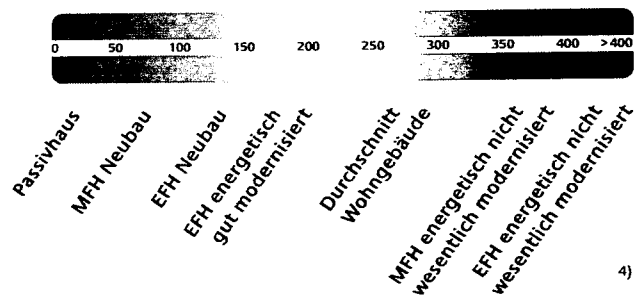 0 50 100 150 200 250 300 350 400 >400
Passivhaus
MFH Neubau
EFH Neubau
EFH energetisch
gut modernisiert
Durchschnitt
Wohngebäude
MFH energetisch nicht
wesentlich modernisiert
EFH energetisch nicht
wesentlich modernisiert
4)